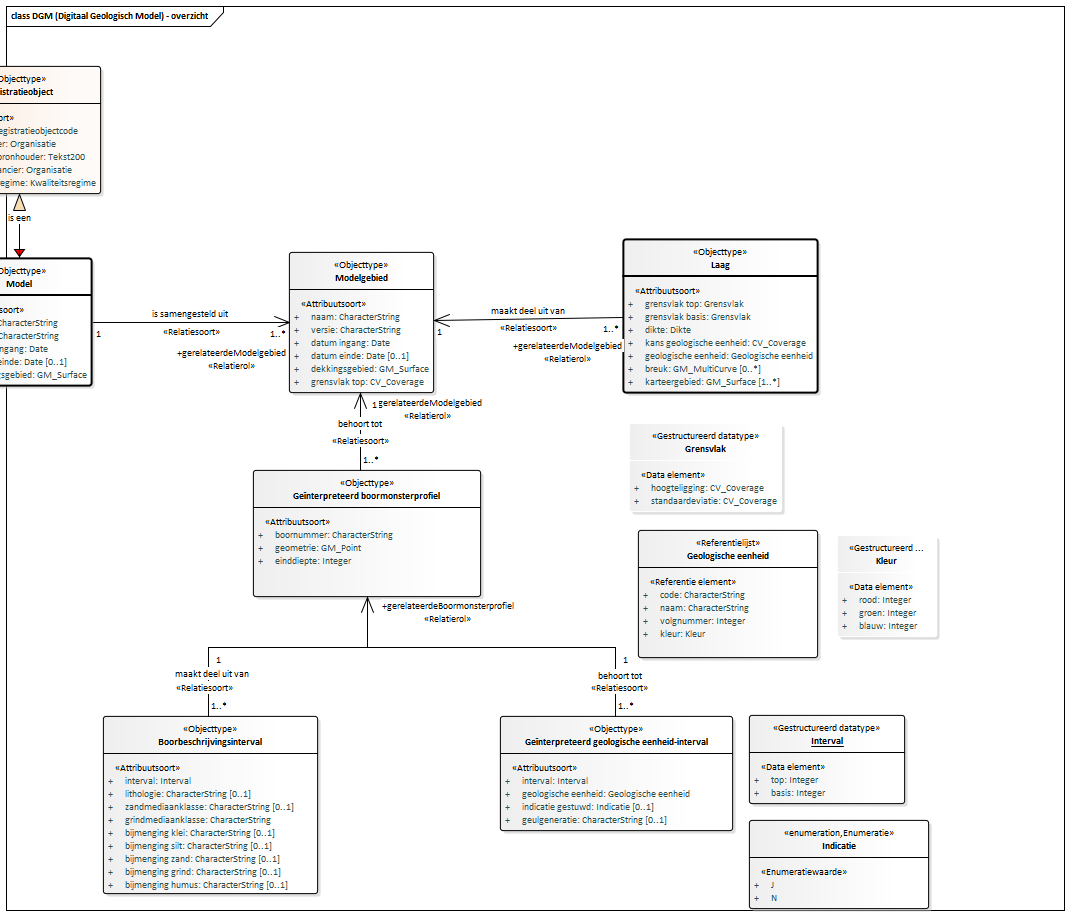 class DGM (Digitaal Geologisch Model) - overzicht
Objecttype»
istratieobject
ort»
egistratieobjectcode
er: Organisatie
bronhouder: Tekst200
ancier: Organisatie
regime: Kwaliteitsregime
is een
Objecttype»
Model
soort»
CharacterString
CharacterString
ngang: Date
einde: Date [0..1]
gsgebied: GM_Surface
1
is samengesteld uit
«Relatiesoort»
1..*
+gerelateerdeModelgebied
«Relatierol»
«Objecttype»
Modelgebied
«Attribuutsoort»
+ naam: CharacterString
+ versie: CharacterString
+ datum ingang: Date
+ datum einde: Date [0..1]
+ dekkingsgebied: GM_Surface
+ grensvlak top: CV_Coverage
maakt deel uit van
«Relatiesoort»
1
1..*
+gerelateerdeModelgebied
«Relatierol»
«Objecttype»
Laag
«Attribuutsoort»
+ grensvlak top: Grensvlak
+ grensvlak basis: Grensvlak
+ dikte: Dikte
+ kans geologische eenheid: CV_Coverage
+ geologische eenheid: Geologische eenheid
+ breuk: GM_MultiCurve [0..*]
+ karteergebied: GM_Surface [1..*]
1 gerelateerdeModelgebied
«Relatierol»
behoort tot
«Relatiesoort»
1..*
«Objecttype»
Geïnterpreteerd boormonsterprofiel
«Attribuutsoort»
+ boornummer: CharacterString
+ geometrie: GM_Point
+ einddiepte: Integer
«Gestructureerd datatype»
Grensvlak
«Data element»
+ hoogteligging: CV_Coverage
+ standaardeviatie: CV_Coverage
«Referentielijst»
Geologische eenheid
«Referentie element»
+ code: CharacterString
+ naam: CharacterString
+ volgnummer: Integer
+ kleur: Kleur
«Gestructureerd ...
Kleur
«Data element»
+ rood: Integer
+ groen: Integer
+ blauw: Integer
+gerelateerdeBoormonsterprofiel
«Relatierol»
1
maakt deel uit van
«Relatiesoort»
1..*
1
behoort tot
«Relatiesoort»
1..*
«Objecttype»
Boorbeschrijvingsinterval
«Attribuutsoort»
+ interval: Interval
+ lithologie: CharacterString [0..1]
+ zandmediaanklasse: CharacterString [0..1]
+ grindmediaanklasse: CharacterString
+ bijmenging klei: CharacterString [0..1]
+ bijmenging silt: CharacterString [0..1]
+ bijmenging zand: CharacterString [0..1]
+ bijmenging grind: CharacterString [0..1]
+ bijmenging humus: CharacterString [0..1]
«Objecttype»
Geïnterpreteerd geologische eenheid-interval
«Attribuutsoort»
+ interval: Interval
+ geologische eenheid: Geologische eenheid
+ indicatie gestuwd: Indicatie [0..1]
+ geulgeneratie: CharacterString [0..1]
«Gestructureerd datatype»
Interval
«Data element»
+ top: Integer
+ basis: Integer
«enumeration,Enumeratie»
Indicatie
«Enumeratiewaarde»
+ J
+ N